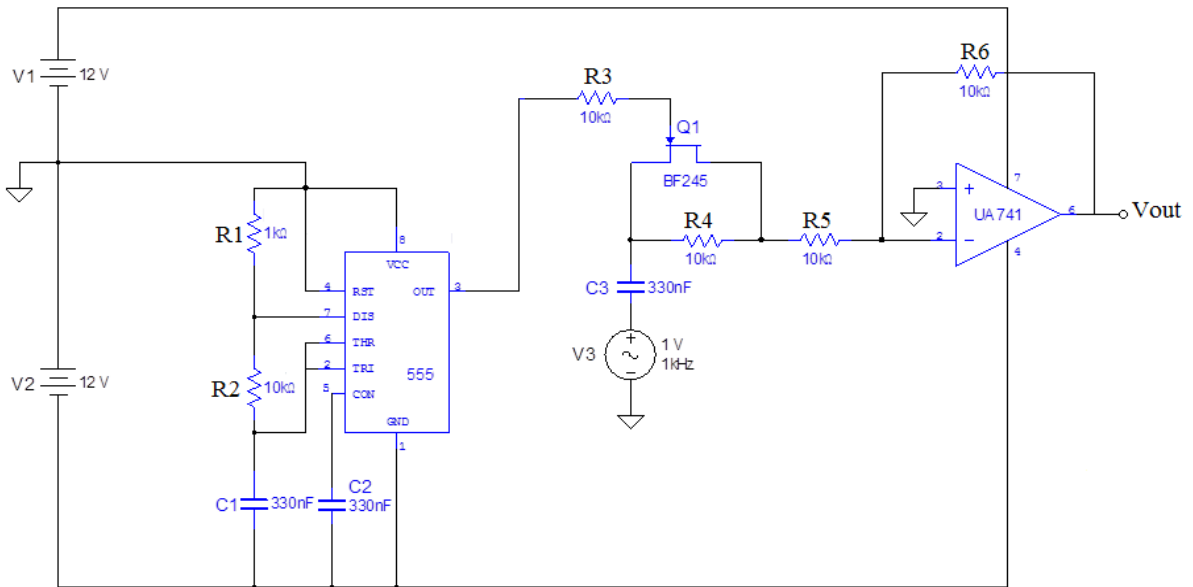 V1 12 V
V2 12 V
R1
1kΩ
R2 10kΩ
C1 330nF
C2
330nF
8
VCC
4 RST OUT 3
7 DIS
6 THR
2 TRI 555
5 CON
GND
1
R3
10kΩ
Q1
BF245
R4
10kΩ
R5
10kΩ
C3 330nF
V3 1 V
1kHz
R6
10kΩ
7
3
UA741
6 Vout
2
4